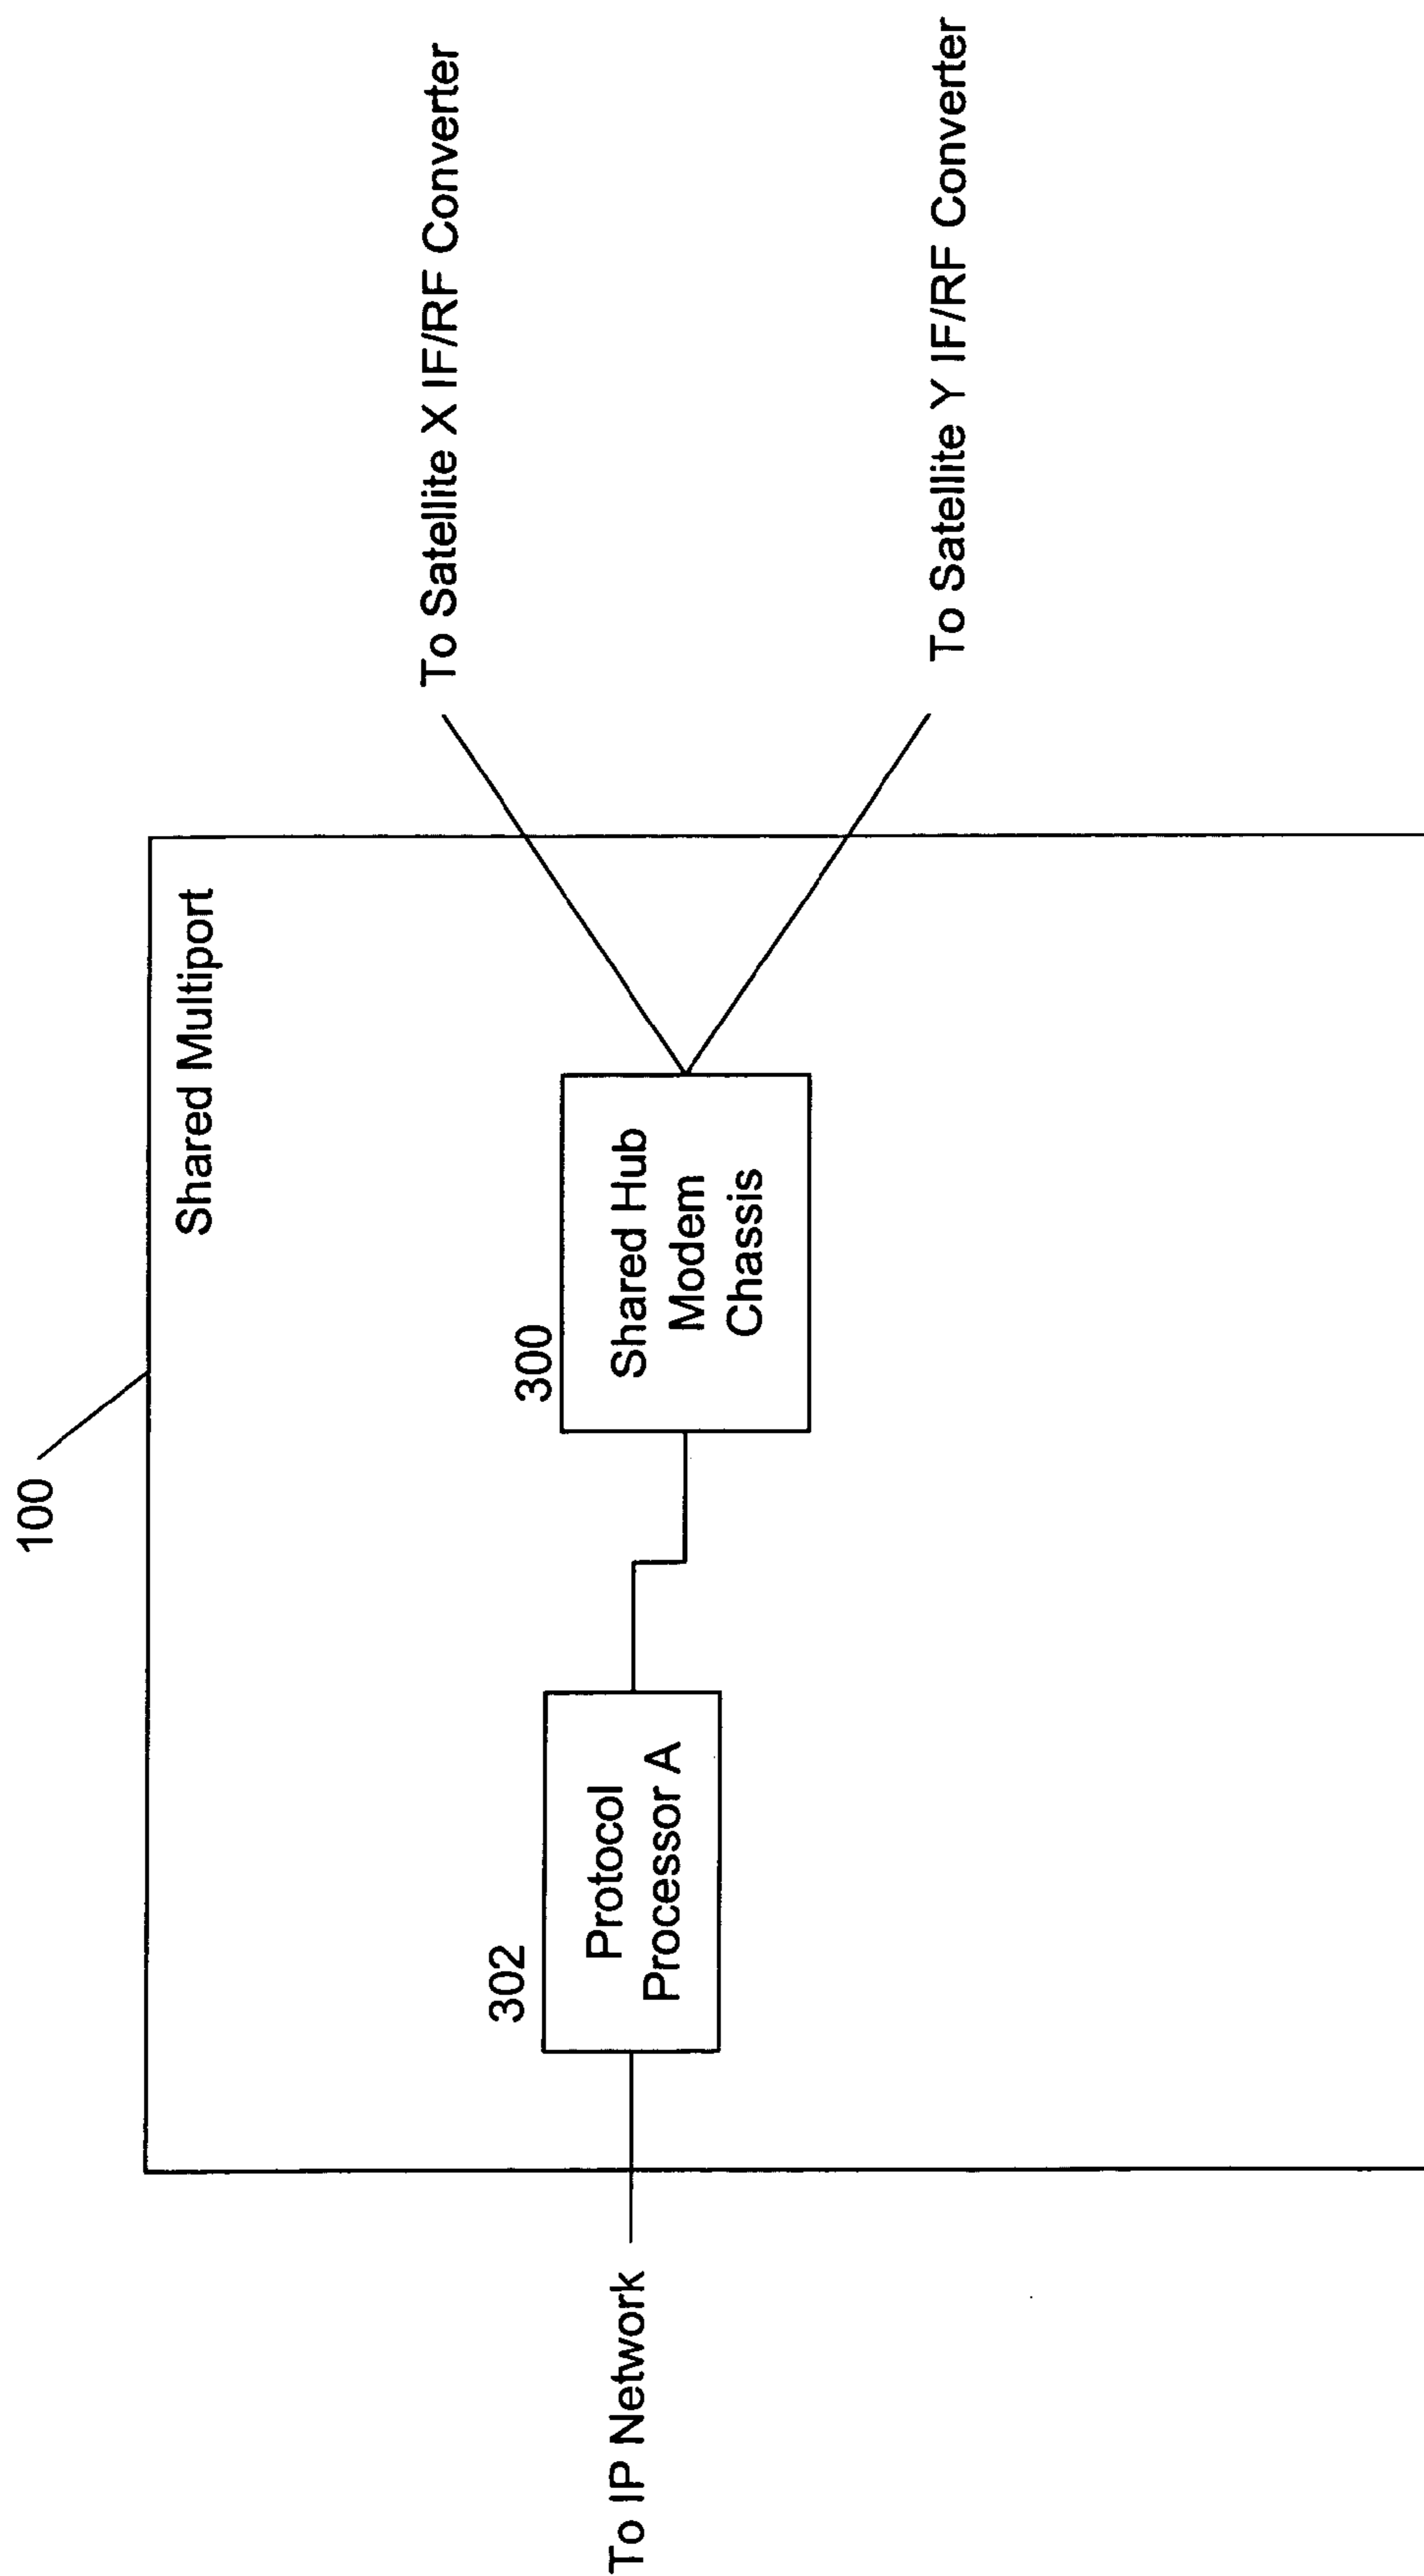 100
Shared Multiport
To Satellite X IF/RF Converter
300
Shared Hub
Modem
Chassis
302
Protocol
Processor A
To IP Network
To Satellite Y IF/RF Converter